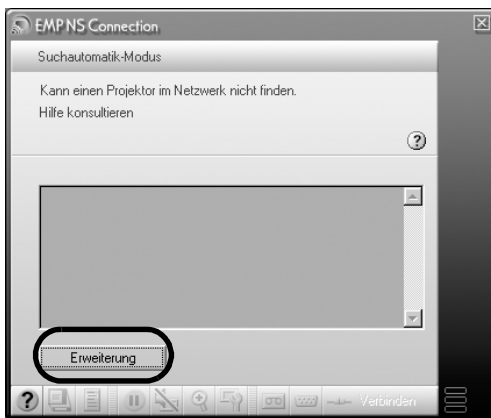 EMP NS Connection
Suchautomatik-Modus
Kann einen Projektor im Netzwerk nicht finden.
Hilfe konsultieren
Erweiterung
Verbinden